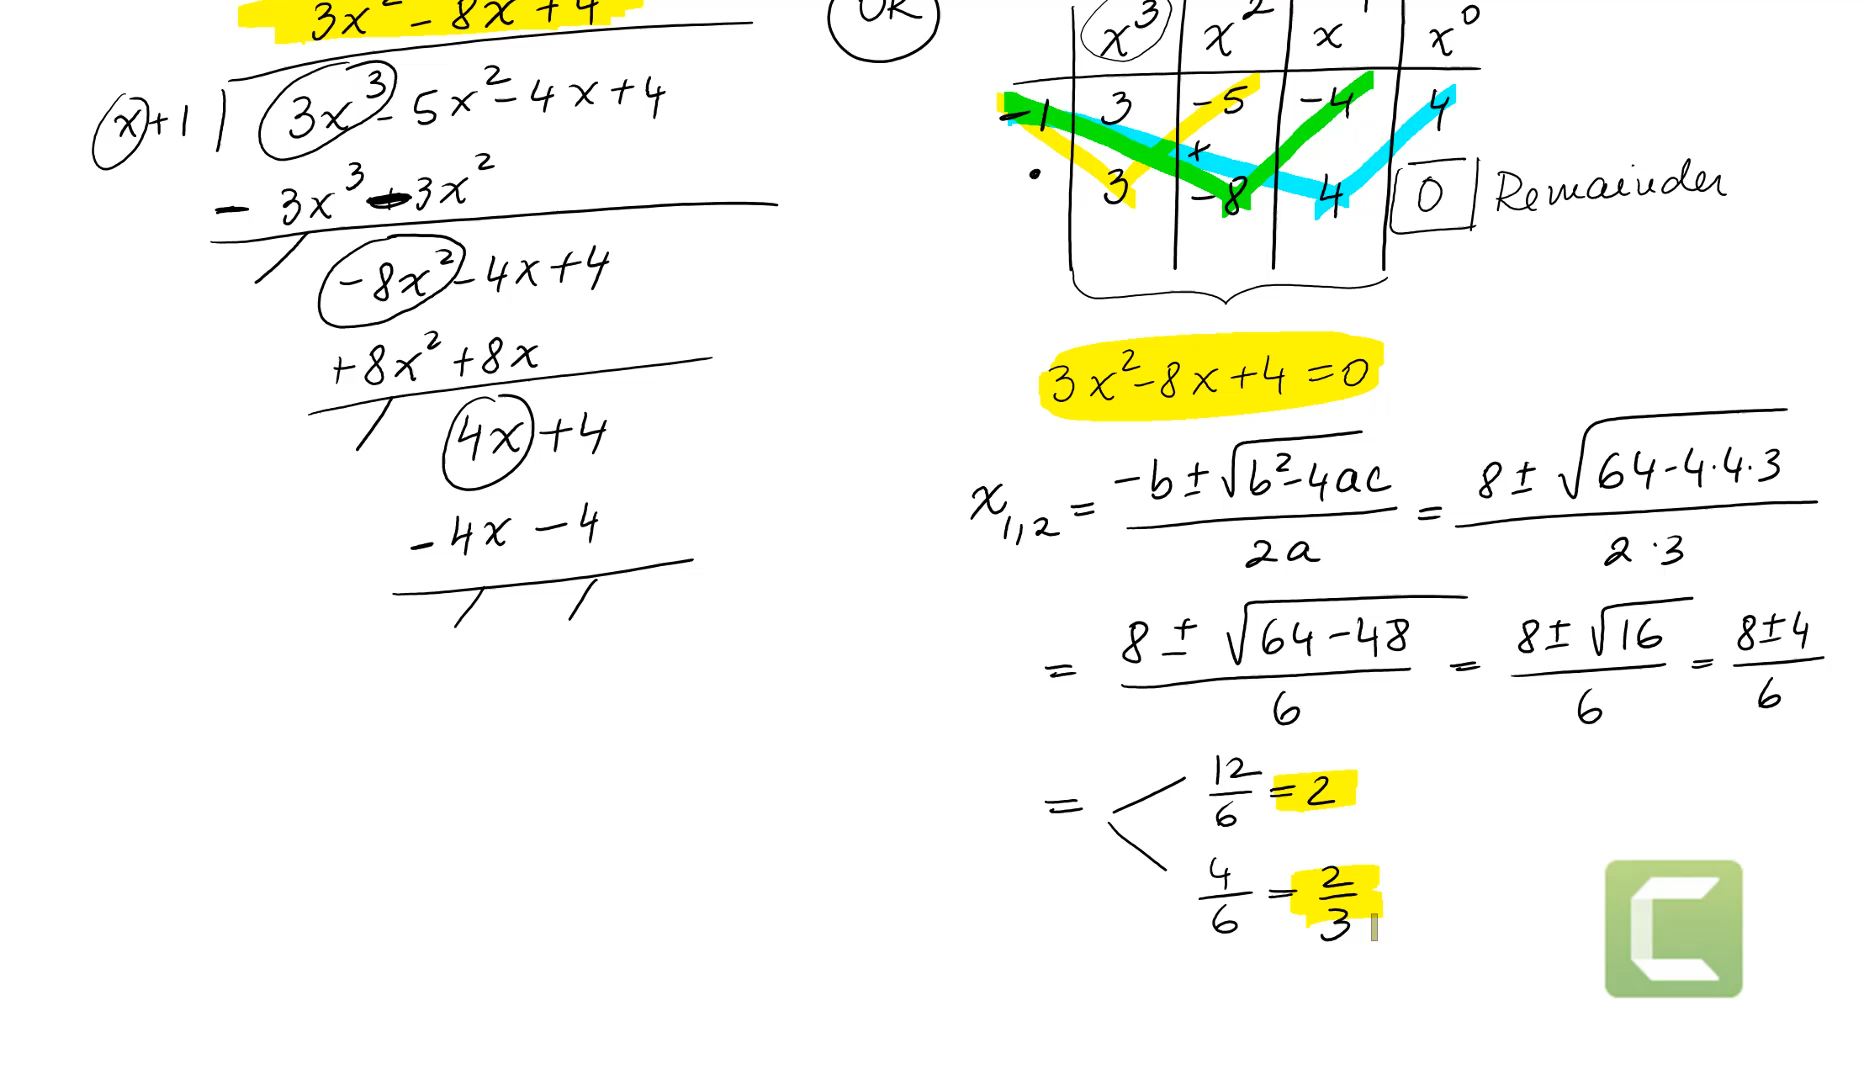 3x² - 8x + 4
x+1 | 3x³ - 5x² - 4x + 4
- 3x³ - 3x²
-8x² - 4x + 4
+8x² + 8x
4x + 4
- 4x - 4
OR
x³ | x² | x¹ | x⁰
-1 | 3 | -5 | -4 | 4
• 3 | + -8 | 4 | 0 | Remainder
3x² - 8x + 4 = 0
x₁,₂ = (-b ± √(b² - 4ac))/(2a) = (8 ± √(64 - 4·4·3))/(2·3)
= (8 ± √(64 - 48))/6 = (8 ± √16)/6 = (8 ± 4)/6
= < 12/6 = 2
4/6 = 2/3